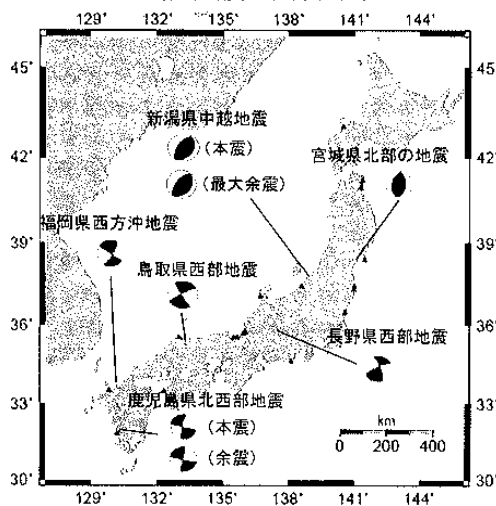 129° 132° 135° 138° 141° 144°
45°
新潟県中越地震
(本震)
宮城県北部の地震
42°
(最大余震)
福岡県西方沖地震
39°
鳥取県西部地震
36°
長野県西部地震
鹿児島県北西部地震
33°
(本震)
km
0 200 400
(余震)
30°
30°
129° 132° 135° 138° 141° 144°
45°
42°
39°
36°
33°